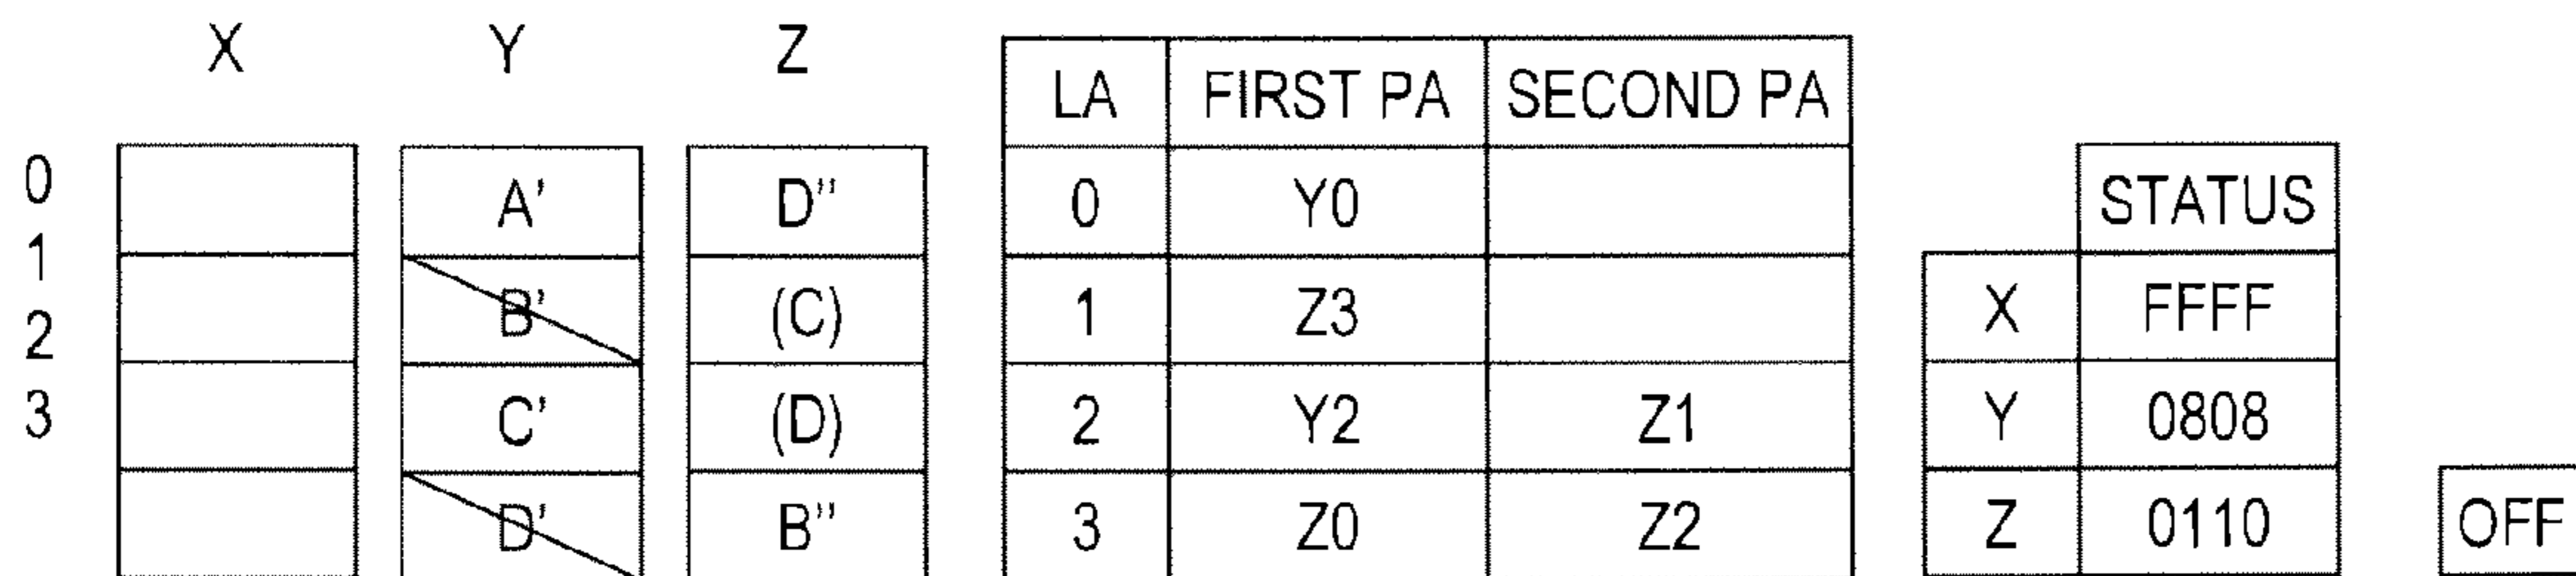 X Y Z
LA FIRST PA SECOND PA
0 A' D'' 0 Y0 STATUS
1 B' (C) 1 Z3 X FFFF
2 C' (D) 2 Y2 Z1 Y 0808
3 D' B'' 3 Z0 Z2 Z 0110 OFF